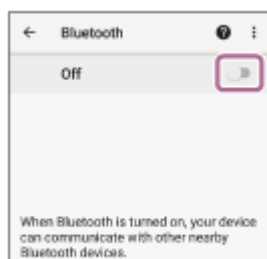 Bluetooth
Off
When Bluetooth is turned on, your device
can communicate with other nearby
Bluetooth devices.